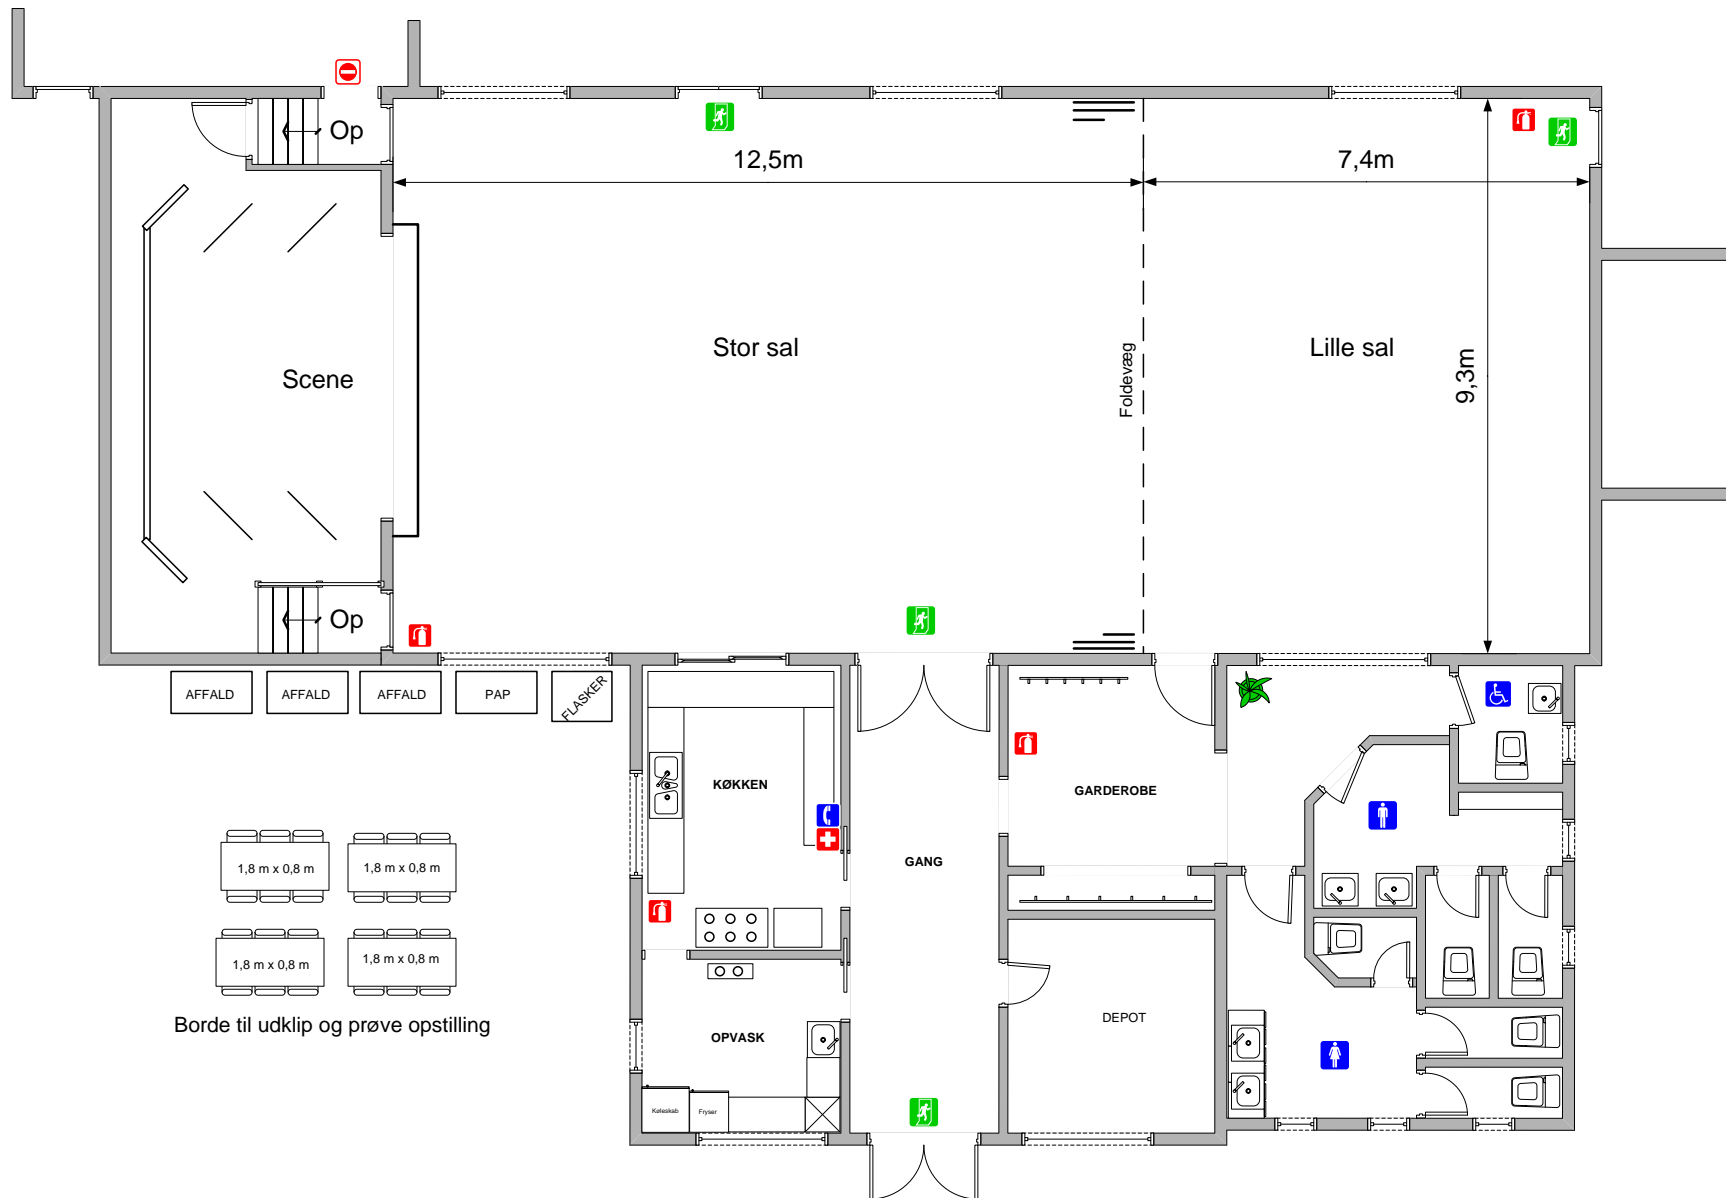 Op
12,5m
7,4m
Stor sal
Lille sal
Scene
Foldevæg
9,3m
Op
AFFALD
AFFALD
AFFALD
PAP
FLASKER
KØKKEN
GARDEROBE
GANG
1,8 m x 0,8 m
1,8 m x 0,8 m
1,8 m x 0,8 m
1,8 m x 0,8 m
Borde til udklip og prøve opstilling
OPVASK
DEPOT
Køleskab
Fryser